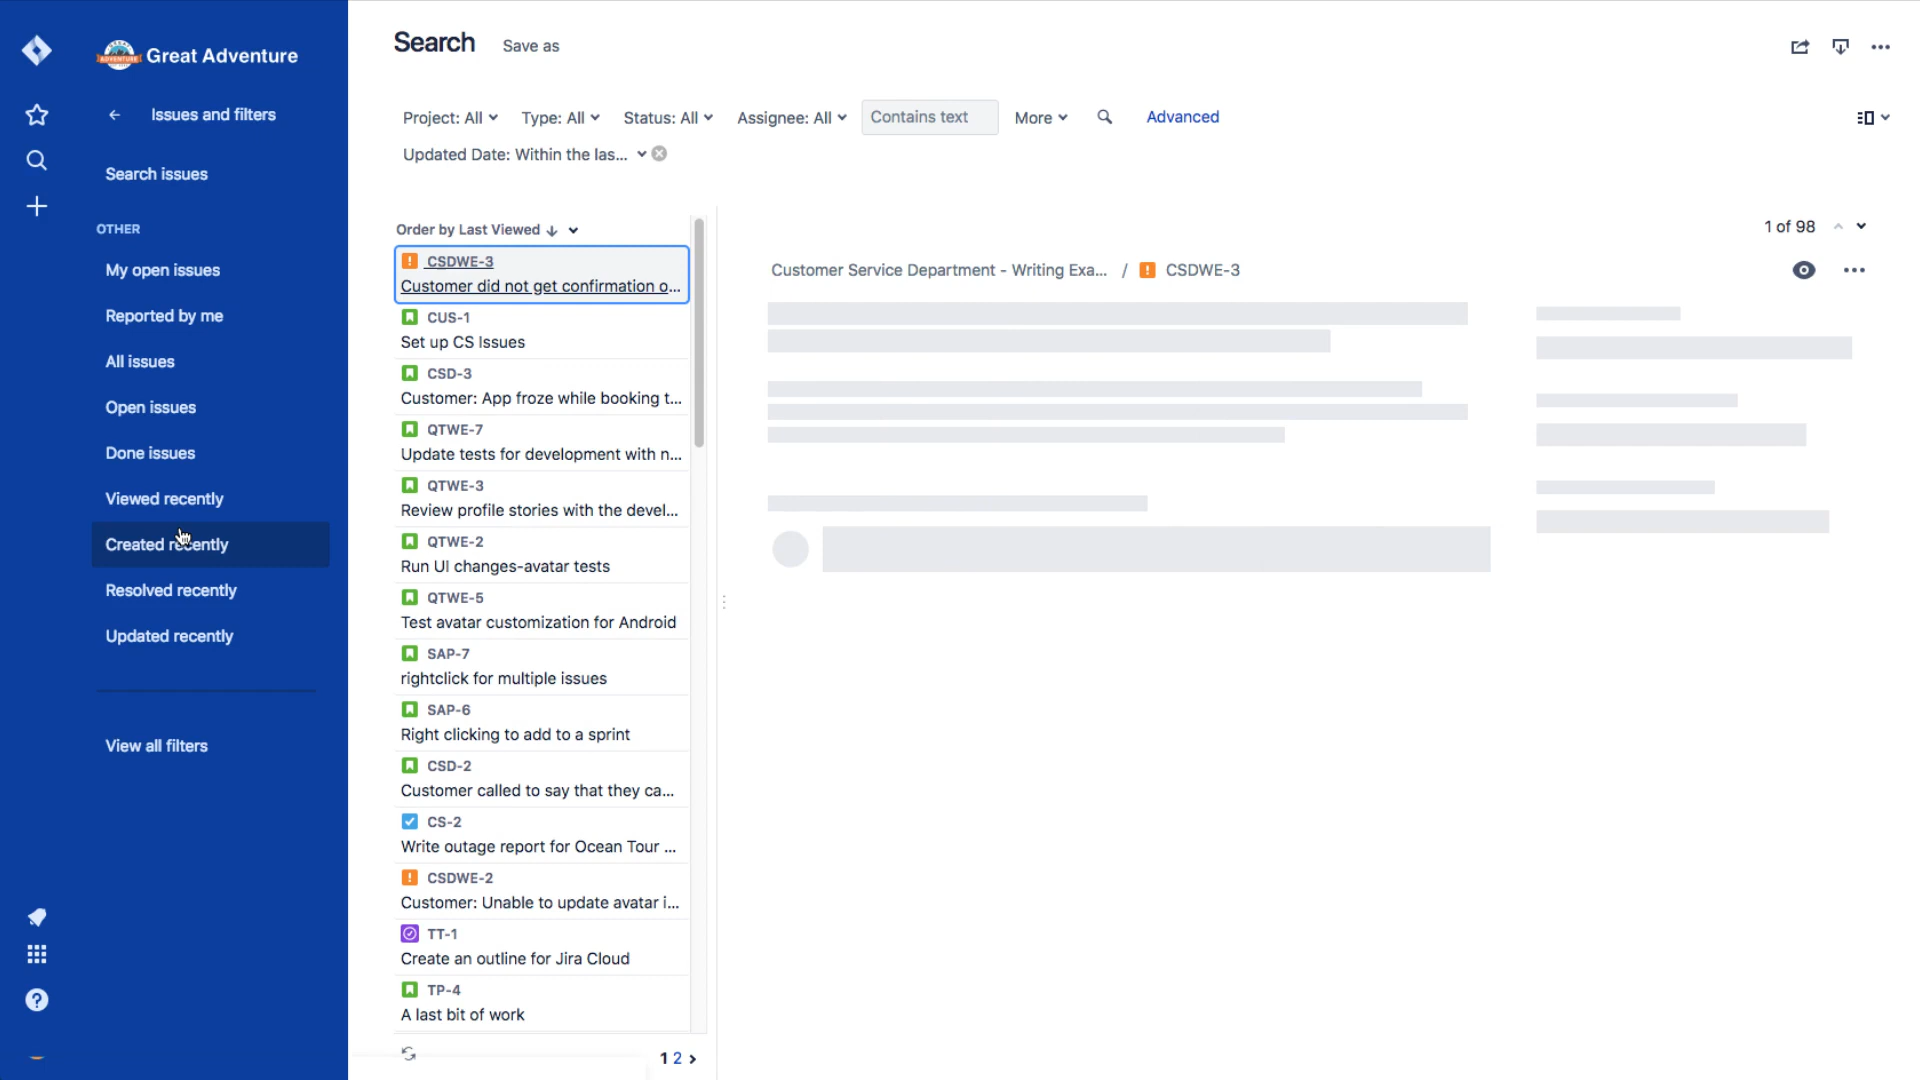 Great Adventure
Issues and filters
Search issues
OTHER
My open issues
Reported by me
All issues
Open issues
Done issues
Viewed recently
Created recently
Resolved recently
Updated recently
View all filters
Search
Save as
Project: All
Type: All
Status: All
Assignee: All
Contains text
More
Advanced
Updated Date: Within the las...
Order by Last Viewed
CSDWE-3
Customer did not get confirmation o...
CUS-1
Set up CS Issues
CSD-3
Customer: App froze while booking t...
QTWE-7
Update tests for development with n...
QTWE-3
Review profile stories with the devel...
QTWE-2
Run UI changes-avatar tests
QTWE-5
Test avatar customization for Android
SAP-7
rightclick for multiple issues
SAP-6
Right clicking to add to a sprint
CSD-2
Customer called to say that they ca...
CS-2
Write outage report for Ocean Tour ...
CSDWE-2
Customer: Unable to update avatar i...
TT-1
Create an outline for Jira Cloud
TP-4
A last bit of work
1 2
1 of 98
Customer Service Department - Writing Exa... / CSDWE-3